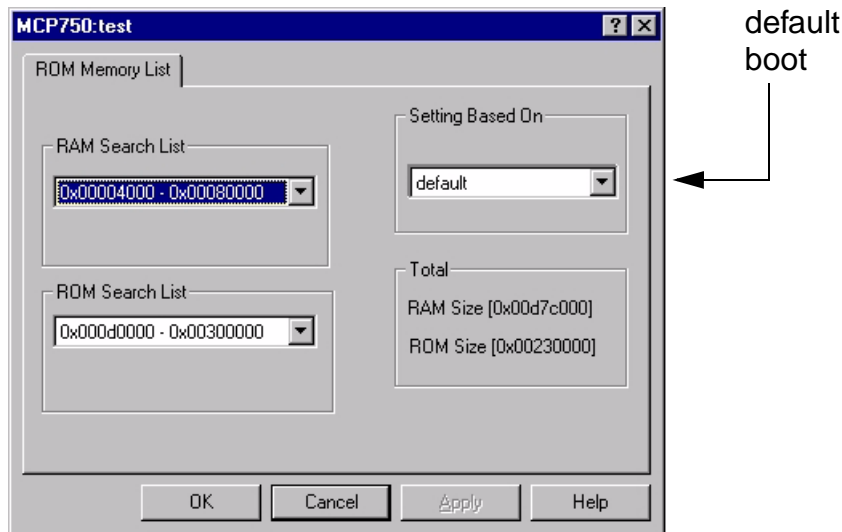 MCP750:test
default
boot
ROM Memory List
Setting Based On
RAM Search List
0x00004000 - 0x00080000
default
Total
ROM Search List
RAM Size [0x00d7c000]
0x000d0000 - 0x00300000
ROM Size [0x00230000]
OK
Cancel
Apply
Help